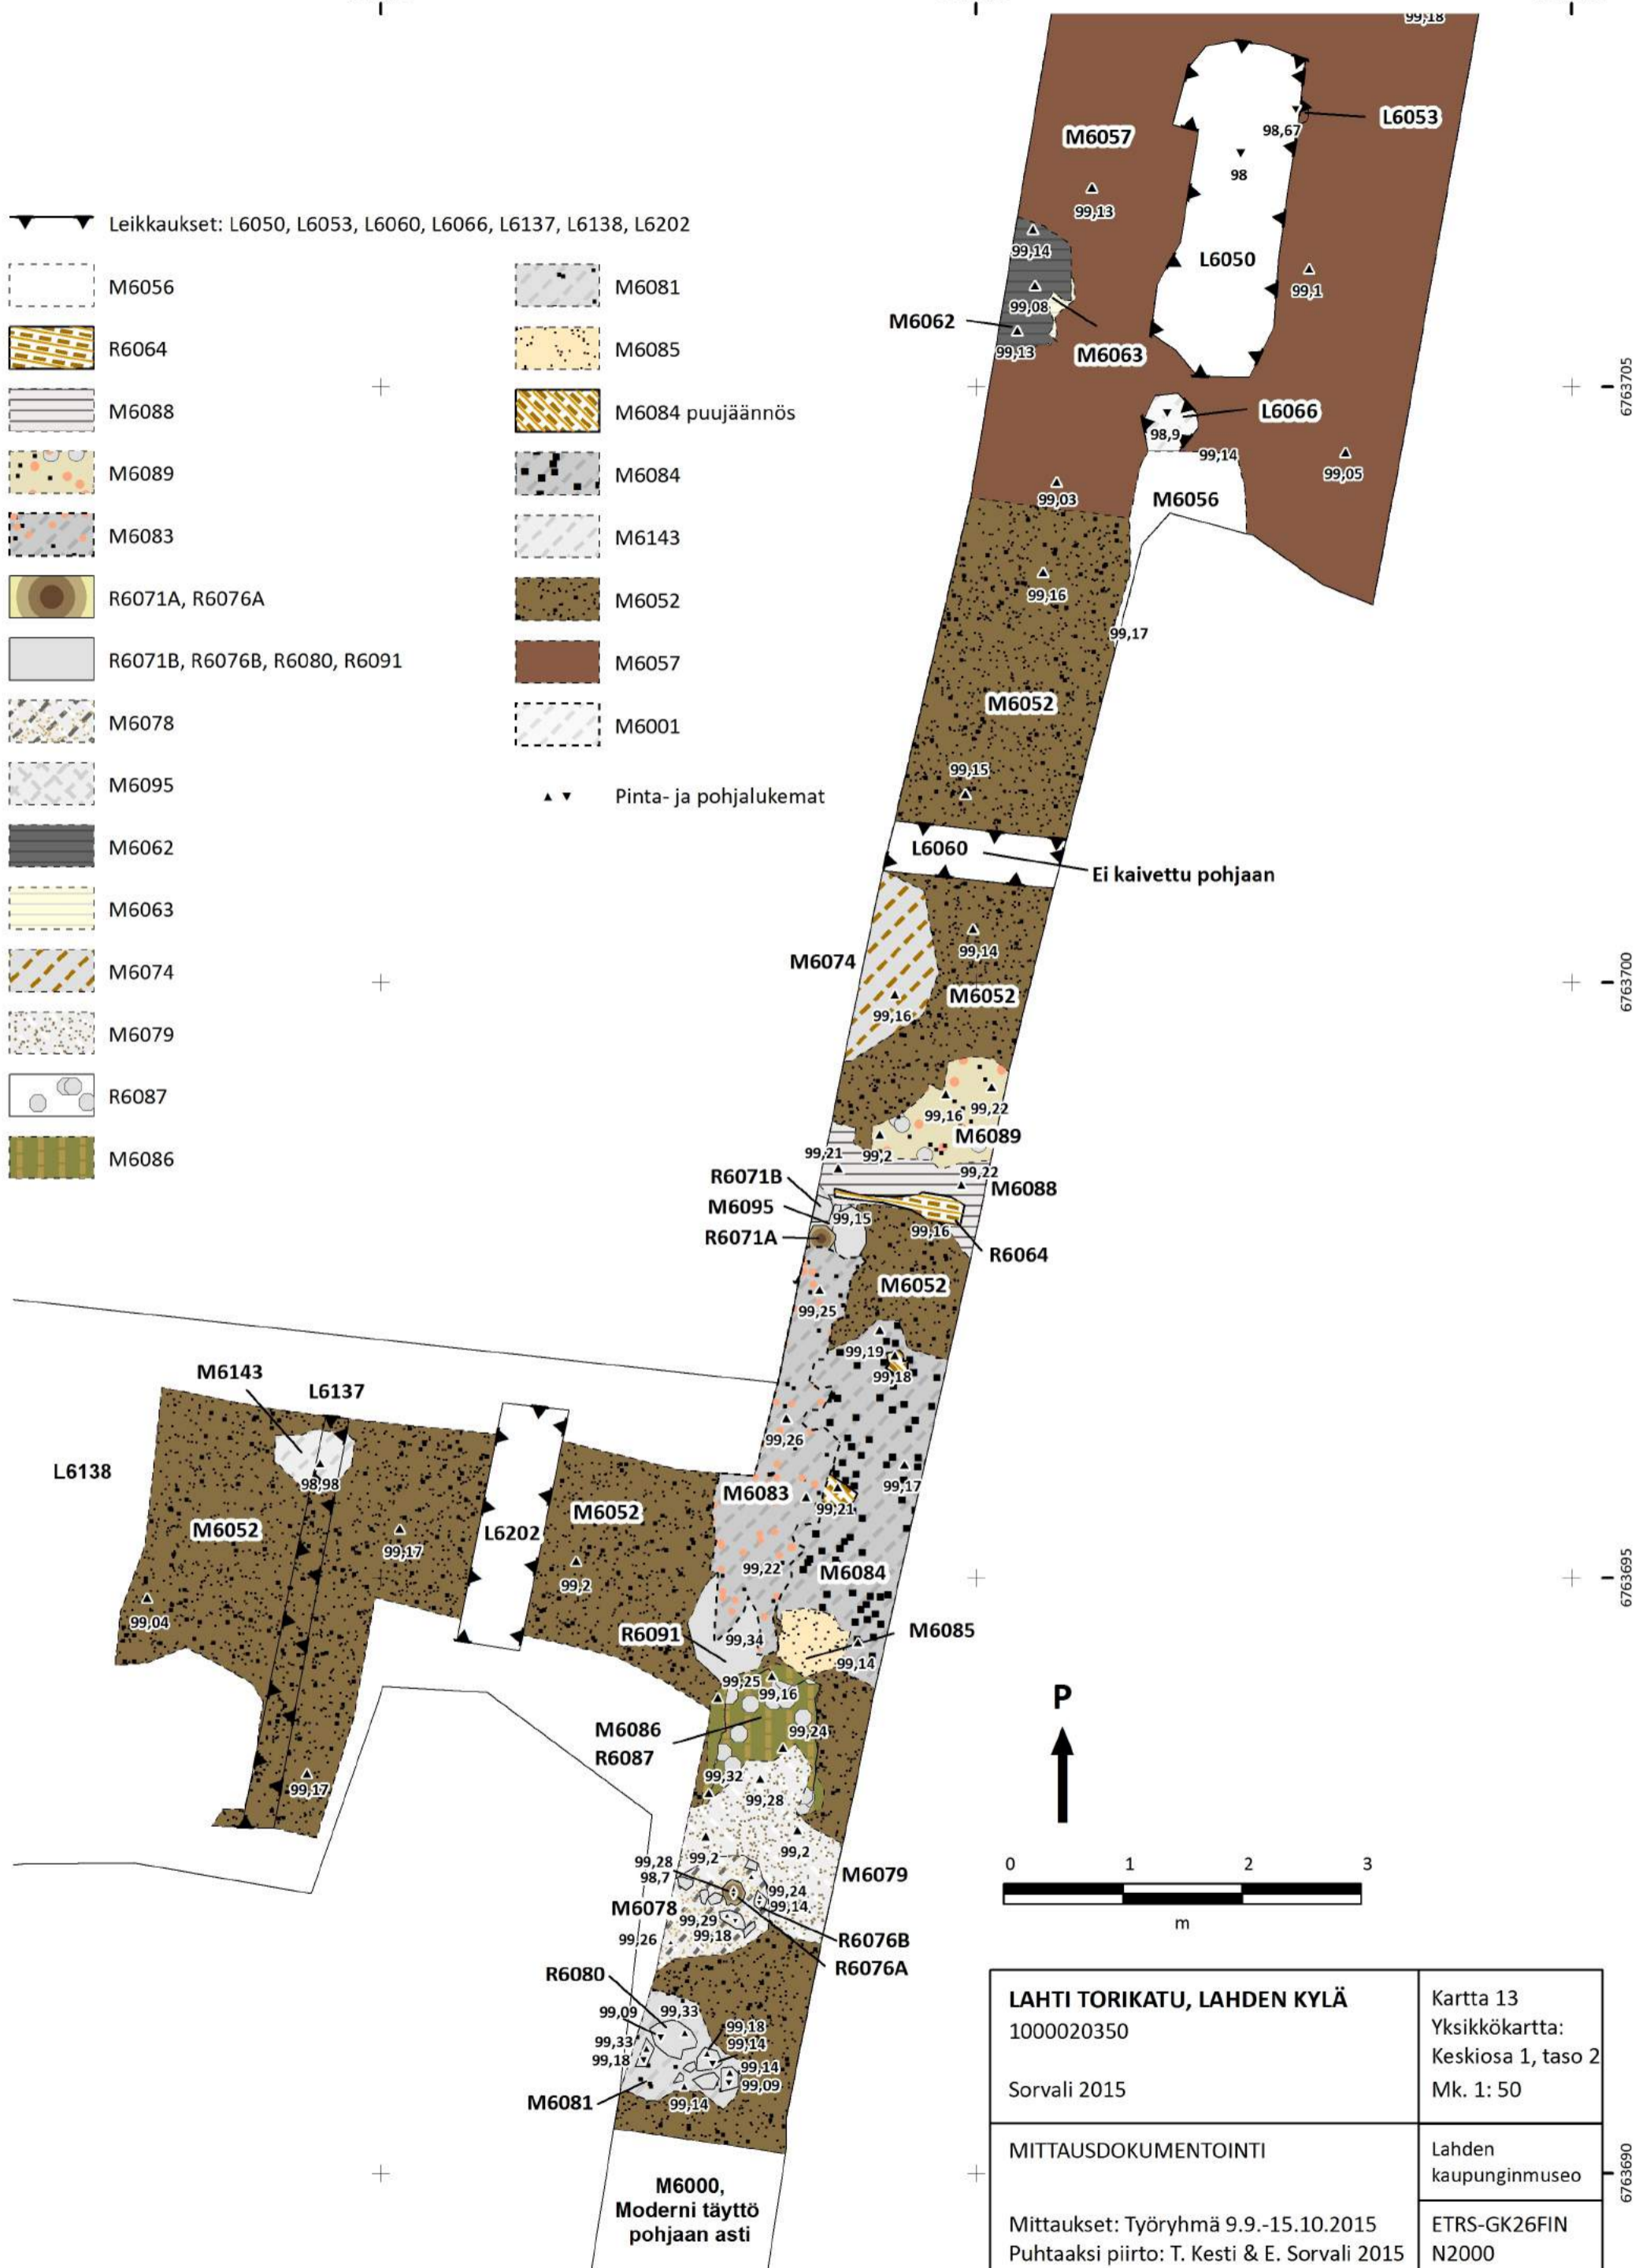 99,18
L6053
98,67
M6057
98
99,13
Leikkaukset: L6050, L6053, L6060, L6066, L6137, L6138, L6202
99,14
L6050
M6056
M6081
99,08
99,1
M6062
R6064
M6085
99,13
M6063
6763705
M6088
M6084 puujäännös
L6066
98,9
99,14
M6089
M6084
99,05
99,03
M6056
M6083
M6143
R6071A, R6076A
M6052
99,16
99,17
R6071B, R6076B, R6080, R6091
M6057
M6052
M6078
M6001
99,15
M6095
Pinta- ja pohjalukemat
M6062
L6060
Ei kaivettu pohjaan
M6063
99,14
M6074
M6074
M6052
6763700
99,16
M6079
R6087
99,16
99,22
M6089
99,21
99,2
M6086
99,22
R6071B
M6088
M6095
99,15
R6071A
99,16
R6064
M6052
99,25
99,19
M6143
99,18
L6137
99,26
L6138
98,98
M6083
99,17
99,21
M6052
L6202
M6052
99,17
99,22
M6084
6763695
99,2
99,04
R6091
99,34
M6085
99,14
99,25
99,16
P
M6086
99,24
R6087
99,32
99,17
99,28
99,2
99,2
99,28
98,7
M6079
0 1 2 3
99,24
99,14
M6078
99,29
m
99,18
99,26
R6076B
R6076A
R6080
99,09
99,33
99,18
99,33
99,14
99,18
99,14
99,09
M6081
99,14
M6000,
Moderni täyttö
pohjaan asti
LAHTI TORIKATU, LAHDEN KYLÄ
1000020350
Sorvali 2015
Kartta 13
Yksikkökartta:
Keskiosa 1, taso 2
Mk. 1: 50
MITTAUSDOKUMENTOINTI
Lahden
kaupunginmuseo
6763690
Mittaukset: Työryhmä 9.9.-15.10.2015
Puhtaaksi piirto: T. Kesti & E. Sorvali 2015
ETRS-GK26FIN
N2000